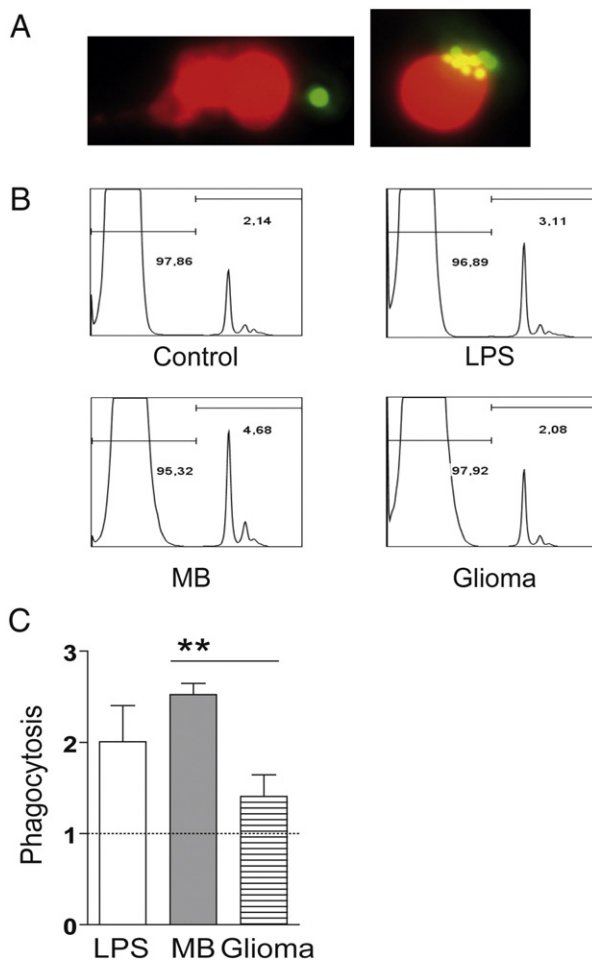 A
B
2,14
97,86
Control
3,11
96,89
LPS
4,68
95,32
MB
2,08
97,92
Glioma
C
**
3
2
1
0
Phagocytosis
LPS MB Glioma